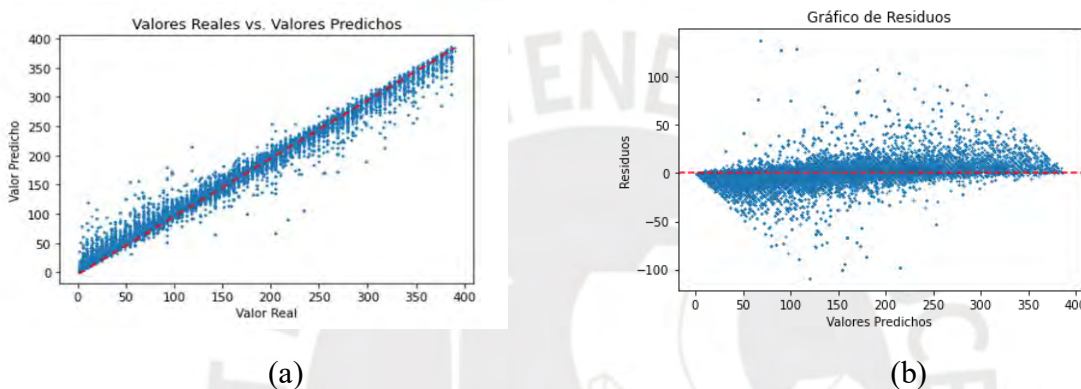 Valores Reales vs. Valores Predichos
400
350
300
250
200
150
100
50
0
Valor Predicho
0 50 100 150 200 250 300 350 400
Valor Real
(a)
Gráfico de Residuos
100
50
0
−50
−100
Residuos
0 50 100 150 200 250 300 350 400
Valores Predichos
(b)